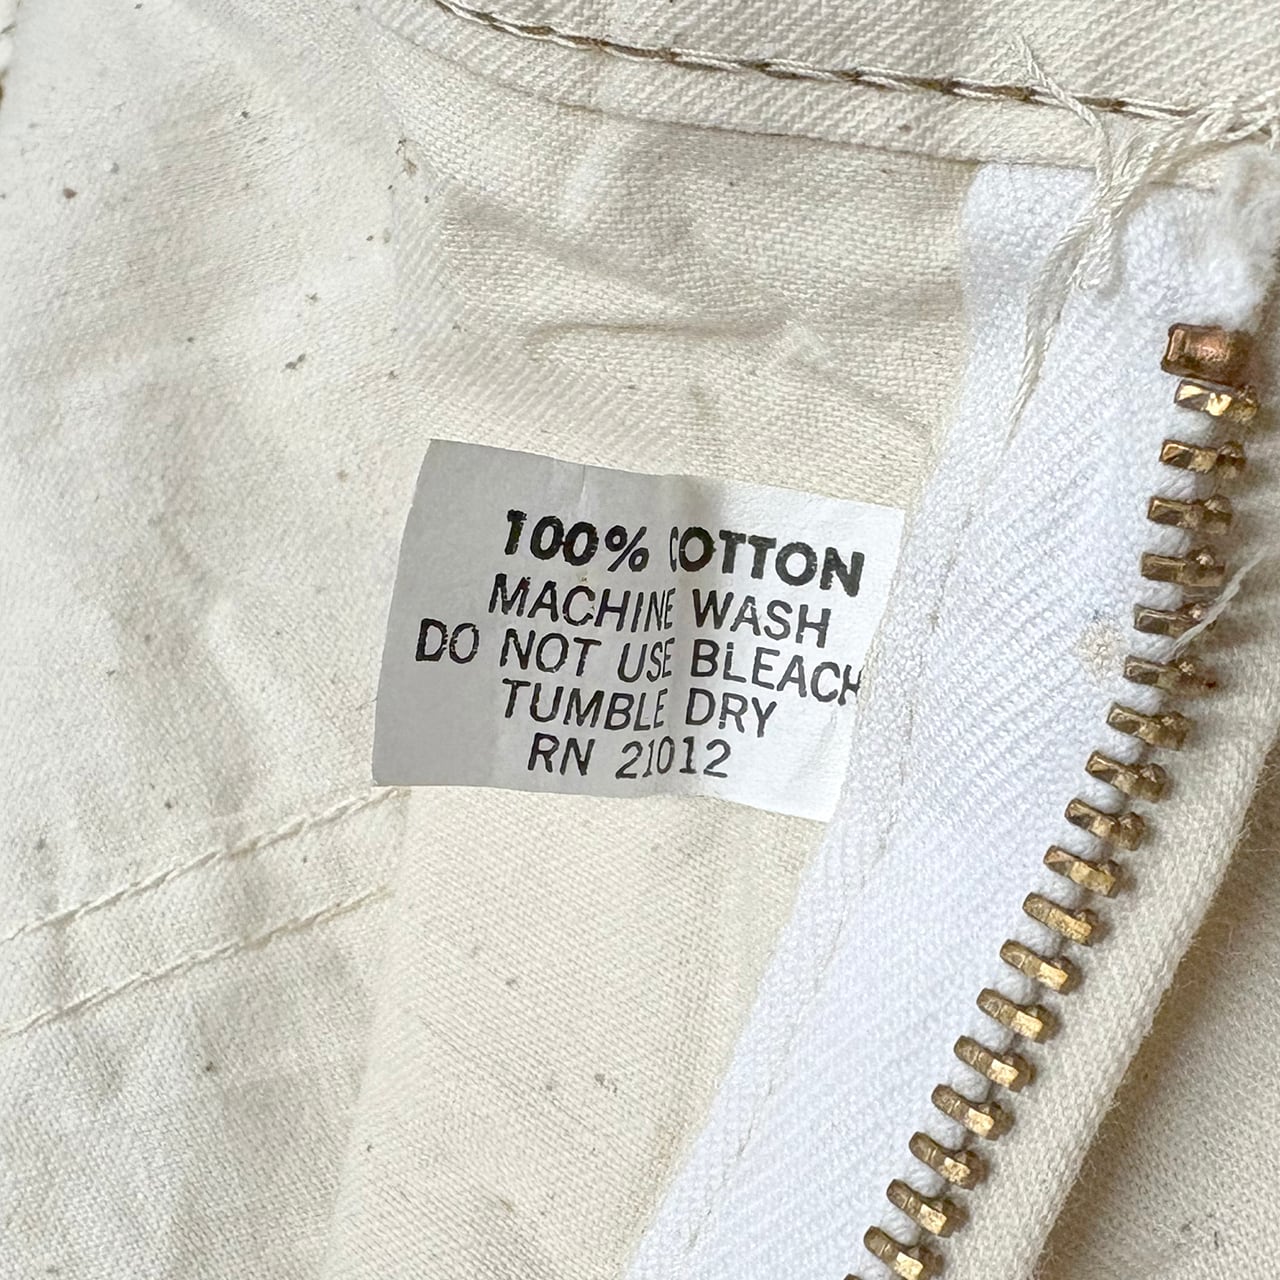 100% COTTON
MACHINE WASH
DO NOT USE BLEACH
TUMBLE DRY
RN 21012